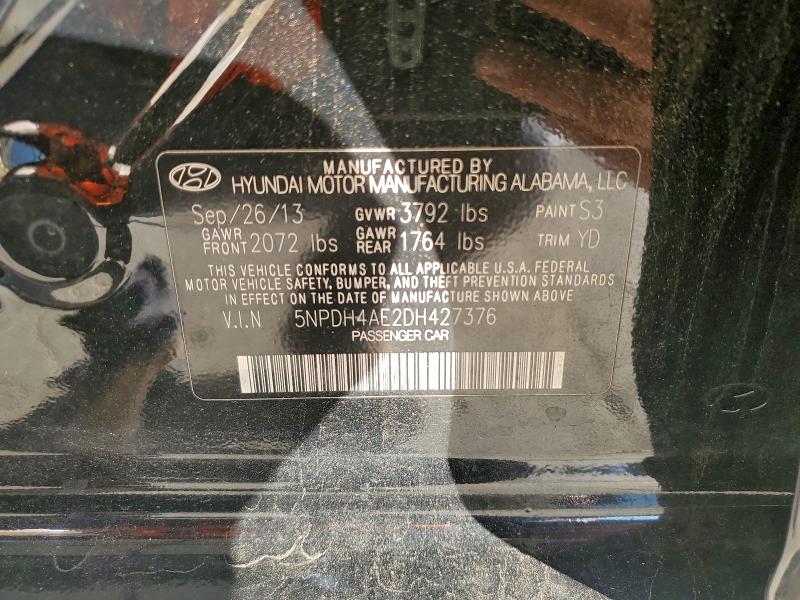 MANUFACTURED BY
HYUNDAI MOTOR MANUFACTURING ALABAMA, LLC
Sep/26/13 GVWR 3792 lbs PAINT S3
GAWR FRONT 2072 lbs GAWR REAR 1764 lbs TRIM YD
THIS VEHICLE CONFORMS TO ALL APPLICABLE U.S.A. FEDERAL
MOTOR VEHICLE SAFETY, BUMPER, AND THEFT PREVENTION STANDARDS
IN EFFECT ON THE DATE OF MANUFACTURE SHOWN ABOVE
V.I.N 5NPDH4AE2DH427376
PASSENGER CAR